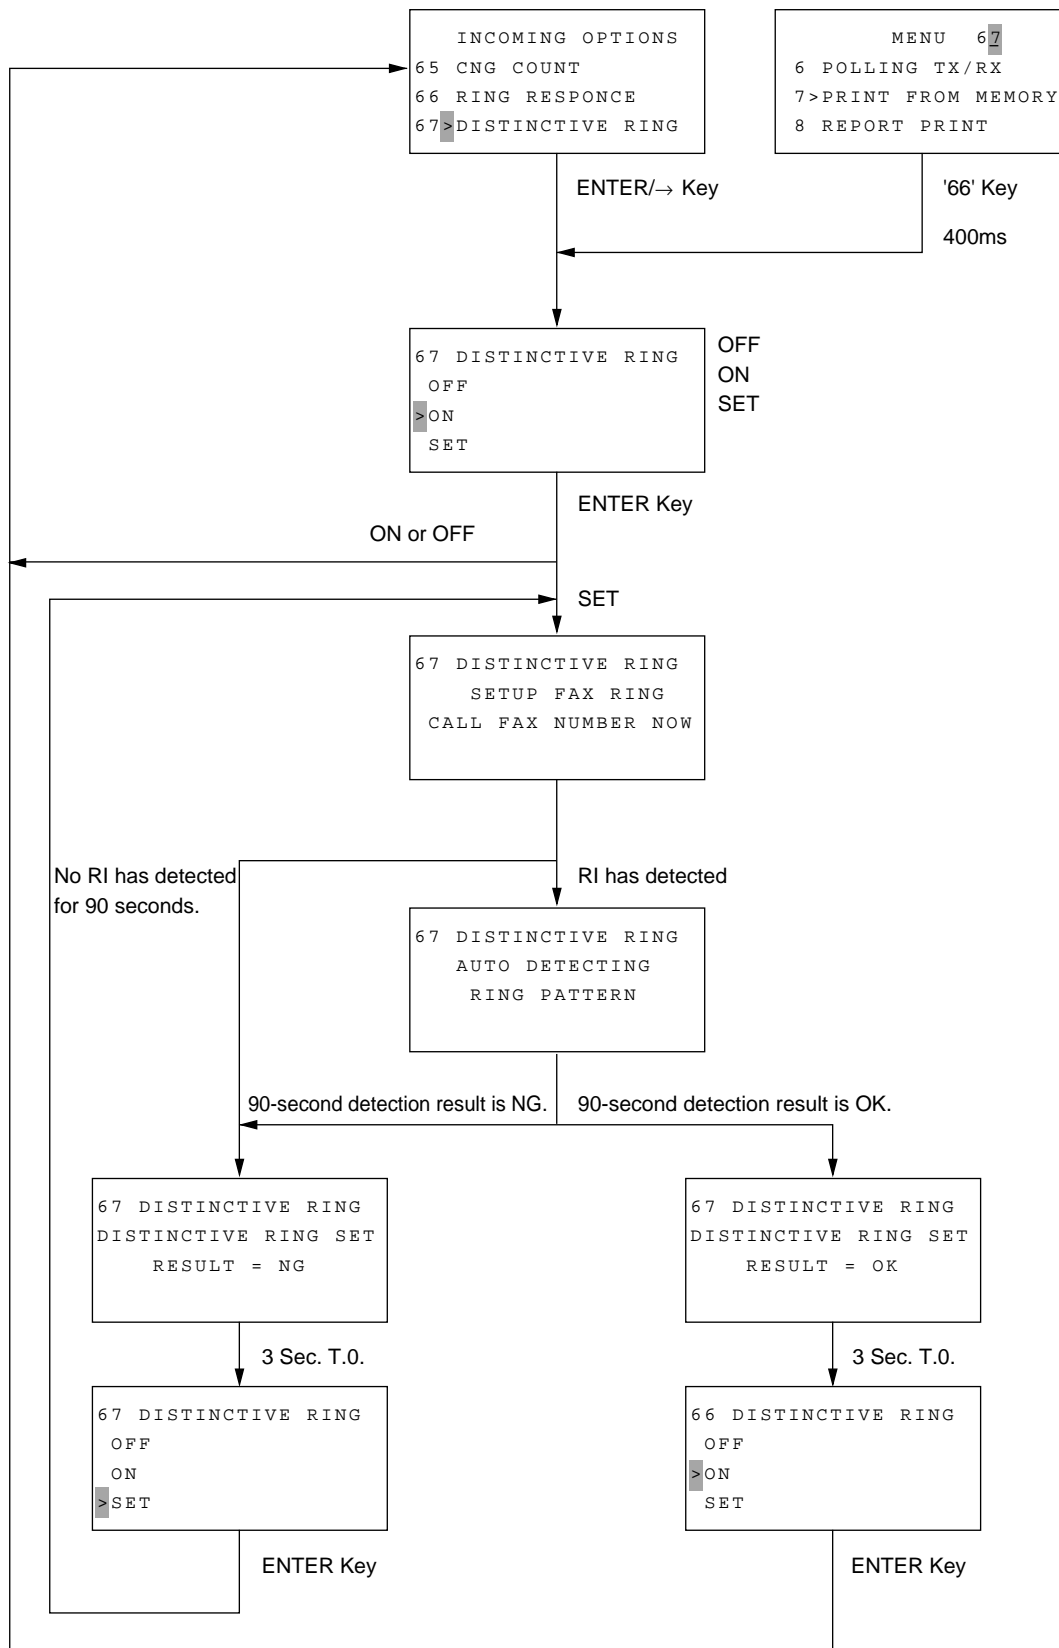 INCOMING OPTIONS
65 CNG COUNT
66 RING RESPONCE
67>DISTINCTIVE RING
MENU 67
6 POLLING TX/RX
7>PRINT FROM MEMORY
8 REPORT PRINT
ENTER/→ Key
'66' Key
400ms
67 DISTINCTIVE RING
OFF
>ON
SET
OFF
ON
SET
ENTER Key
ON or OFF
SET
67 DISTINCTIVE RING
SETUP FAX RING
CALL FAX NUMBER NOW
No RI has detected
for 90 seconds.
RI has detected
67 DISTINCTIVE RING
AUTO DETECTING
RING PATTERN
90-second detection result is NG.
90-second detection result is OK.
67 DISTINCTIVE RING
DISTINCTIVE RING SET
RESULT = NG
67 DISTINCTIVE RING
DISTINCTIVE RING SET
RESULT = OK
3 Sec. T.0.
3 Sec. T.0.
67 DISTINCTIVE RING
OFF
ON
>SET
66 DISTINCTIVE RING
OFF
>ON
SET
ENTER Key
ENTER Key